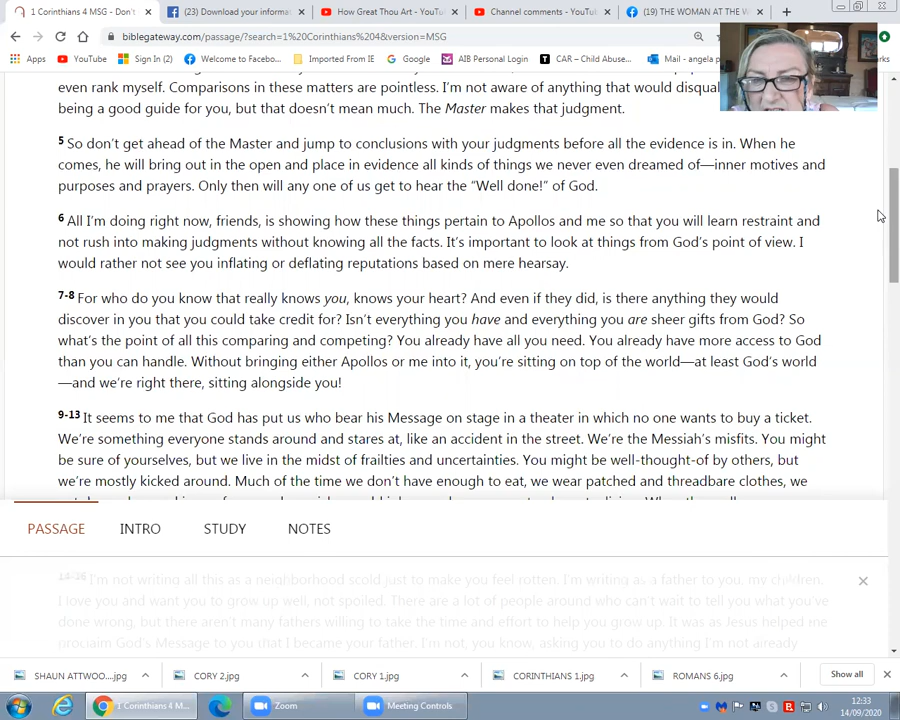 1 Corinthians 4 MSG - Don't
(23) Download your informa
How Great Thou Art - YouTu
Channel comments - YouTub
(19) THE WOMAN AT THE W
biblegateway.com/passage/?search=1%20Corinthians%204&version=MSG
Apps
YouTube
Sign In (2)
Welcome to Facebo...
Imported From IE
Google
AIB Personal Login
CAR – Child Abuse...
Mail - angela p
even rank myself. Comparisons in these matters are pointless. I'm not aware of anything that would disqual
being a good guide for you, but that doesn't mean much. The Master makes that judgment.
5 So don't get ahead of the Master and jump to conclusions with your judgments before all the evidence is in. When he
comes, he will bring out in the open and place in evidence all kinds of things we never even dreamed of—inner motives and
purposes and prayers. Only then will any one of us get to hear the "Well done!" of God.
6 All I'm doing right now, friends, is showing how these things pertain to Apollos and me so that you will learn restraint and
not rush into making judgments without knowing all the facts. It's important to look at things from God's point of view. I
would rather not see you inflating or deflating reputations based on mere hearsay.
7-8 For who do you know that really knows you, knows your heart? And even if they did, is there anything they would
discover in you that you could take credit for? Isn't everything you have and everything you are sheer gifts from God? So
what's the point of all this comparing and competing? You already have all you need. You already have more access to God
than you can handle. Without bringing either Apollos or me into it, you're sitting on top of the world—at least God's world
—and we're right there, sitting alongside you!
9-13 It seems to me that God has put us who bear his Message on stage in a theater in which no one wants to buy a ticket.
We're something everyone stands around and stares at, like an accident in the street. We're the Messiah's misfits. You might
be sure of yourselves, but we live in the midst of frailties and uncertainties. You might be well-thought-of by others, but
we're mostly kicked around. Much of the time we don't have enough to eat, we wear patched and threadbare clothes, we
PASSAGE
INTRO
STUDY
NOTES
14-16 I'm not writing all this as a neighborhood scold just to make you feel rotten. I'm writing as a father to you, my children.
I love you and want you to grow up well, not spoiled. There are a lot of people around who can't wait to tell you what you've
done wrong, but there aren't many fathers willing to take the time and effort to help you grow up. It was as Jesus helped me
proclaim God's Message to you that I became your father. I'm not, you know, asking you to do anything I'm not already
SHAUN ATTWOO....jpg
CORY 2.jpg
CORY 1.jpg
CORINTHIANS 1.jpg
ROMANS 6.jpg
Show all
1 Corinthians 4 M...
Zoom
Meeting Controls
12:33
14/09/2020